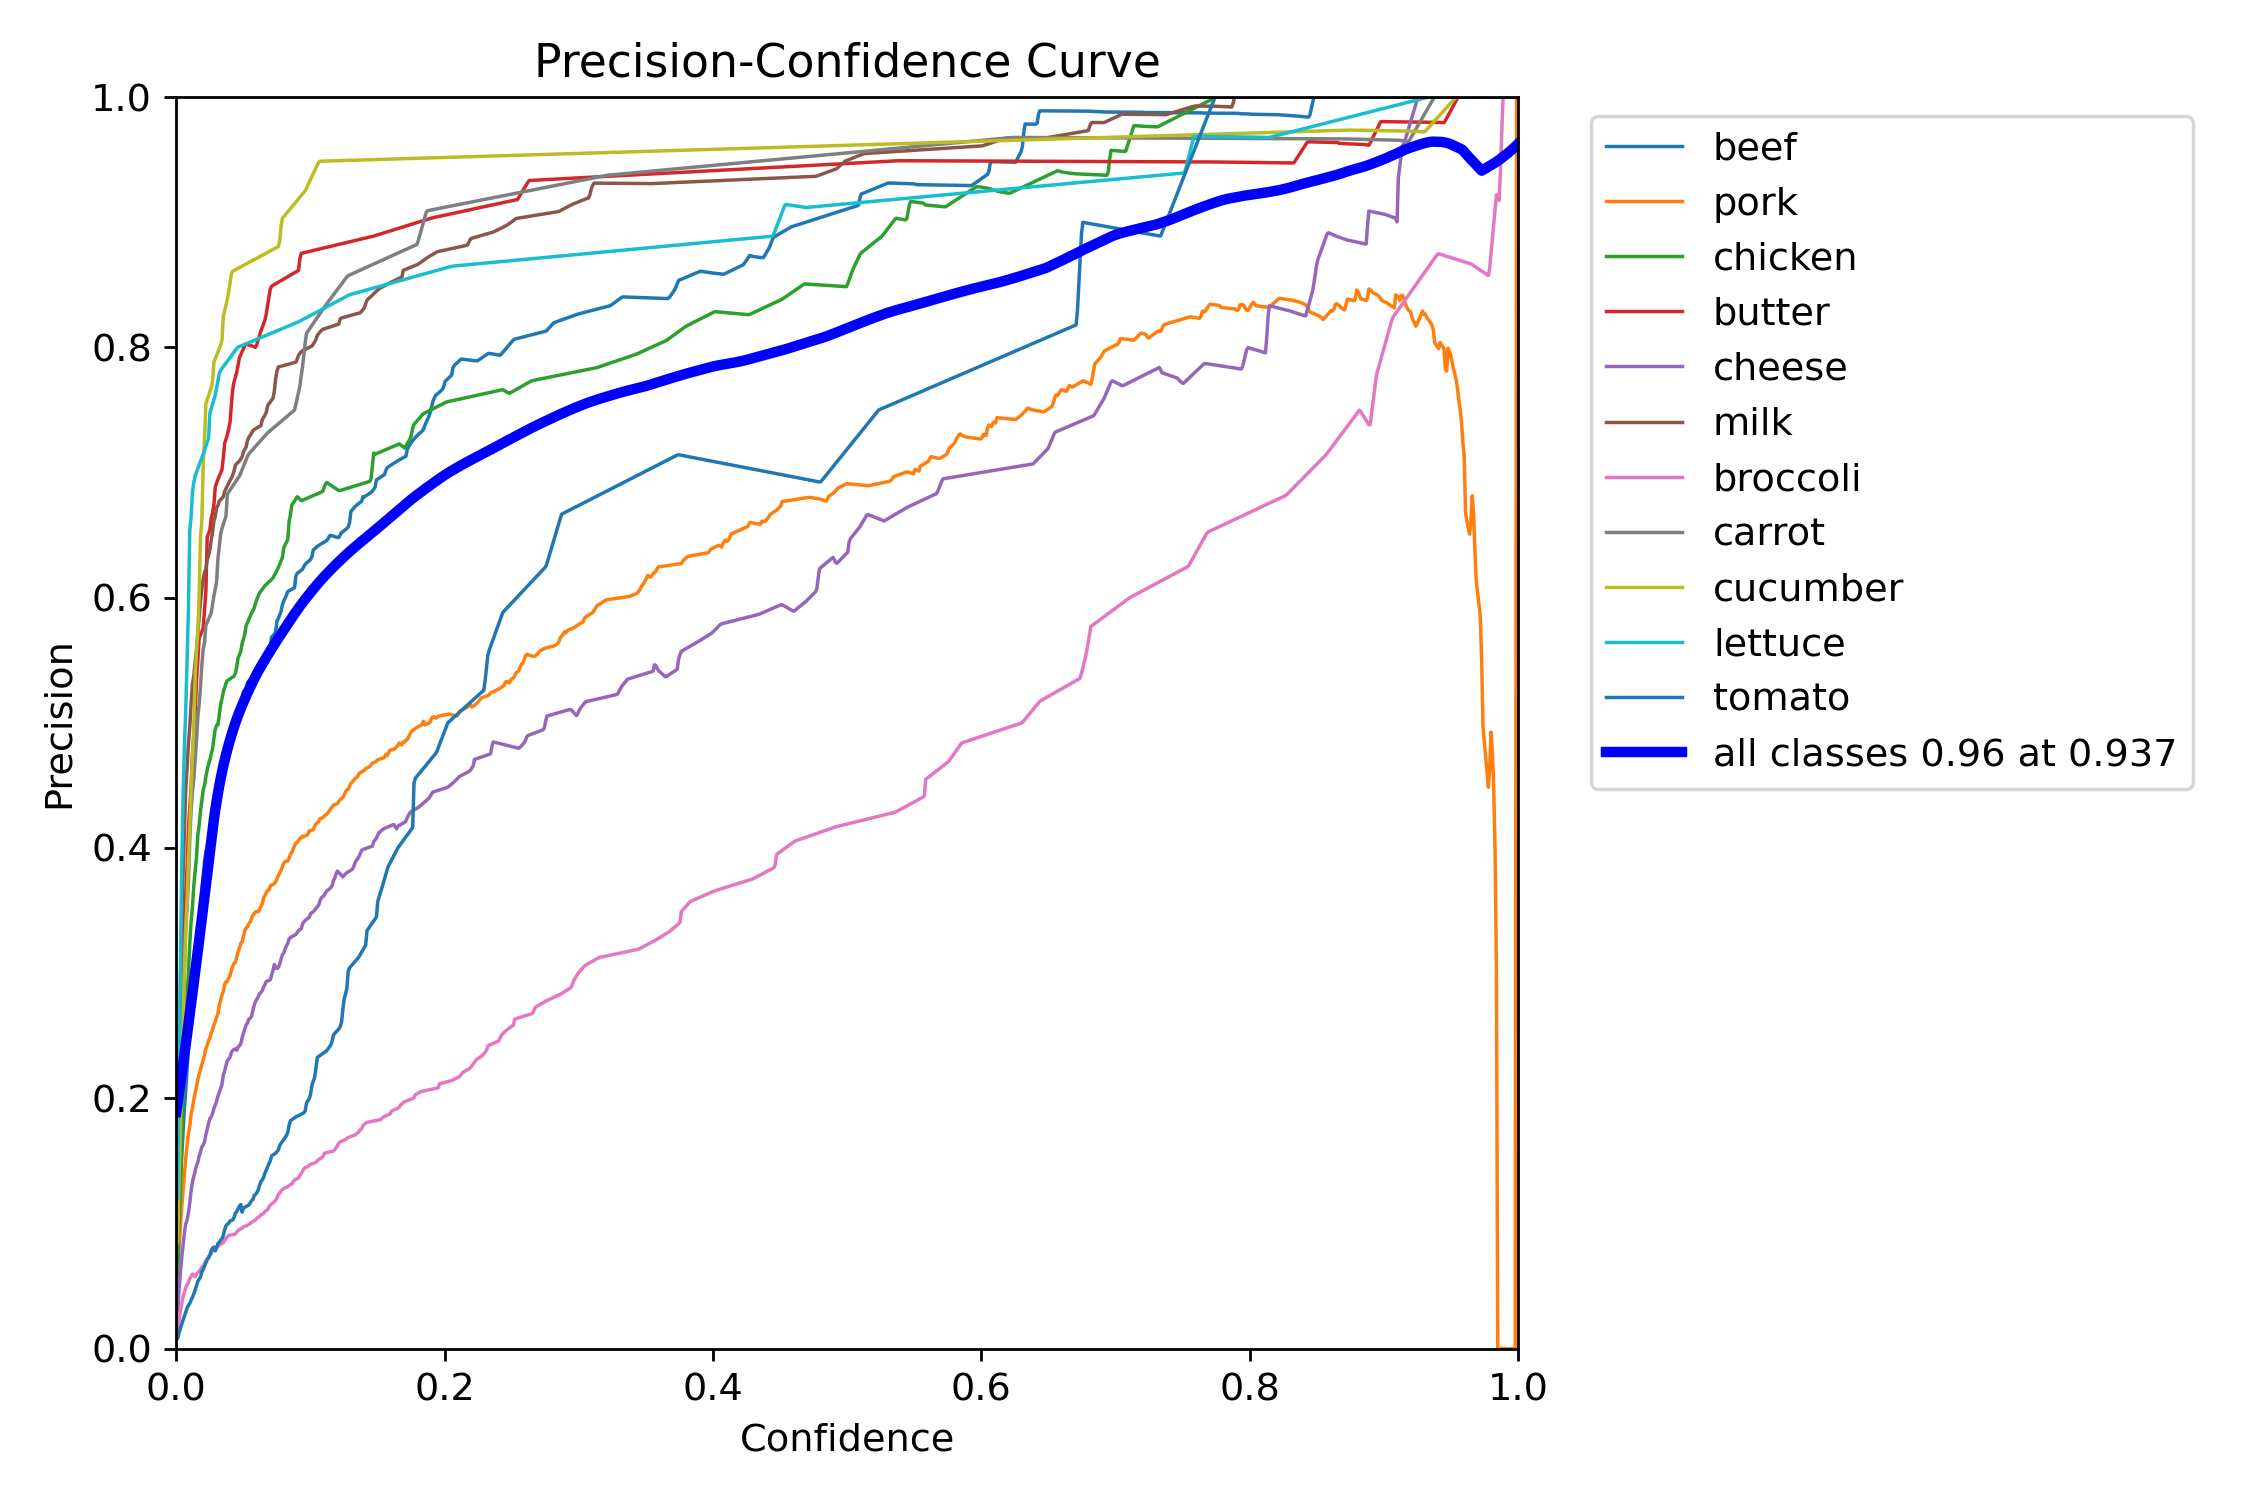 Precision-Confidence Curve
1.0
0.8
0.6
0.4
0.2
0.0
Precision
0.0 0.2 0.4 0.6 0.8 1.0
Confidence
beef
pork
chicken
butter
cheese
milk
broccoli
carrot
cucumber
lettuce
tomato
all classes 0.96 at 0.937